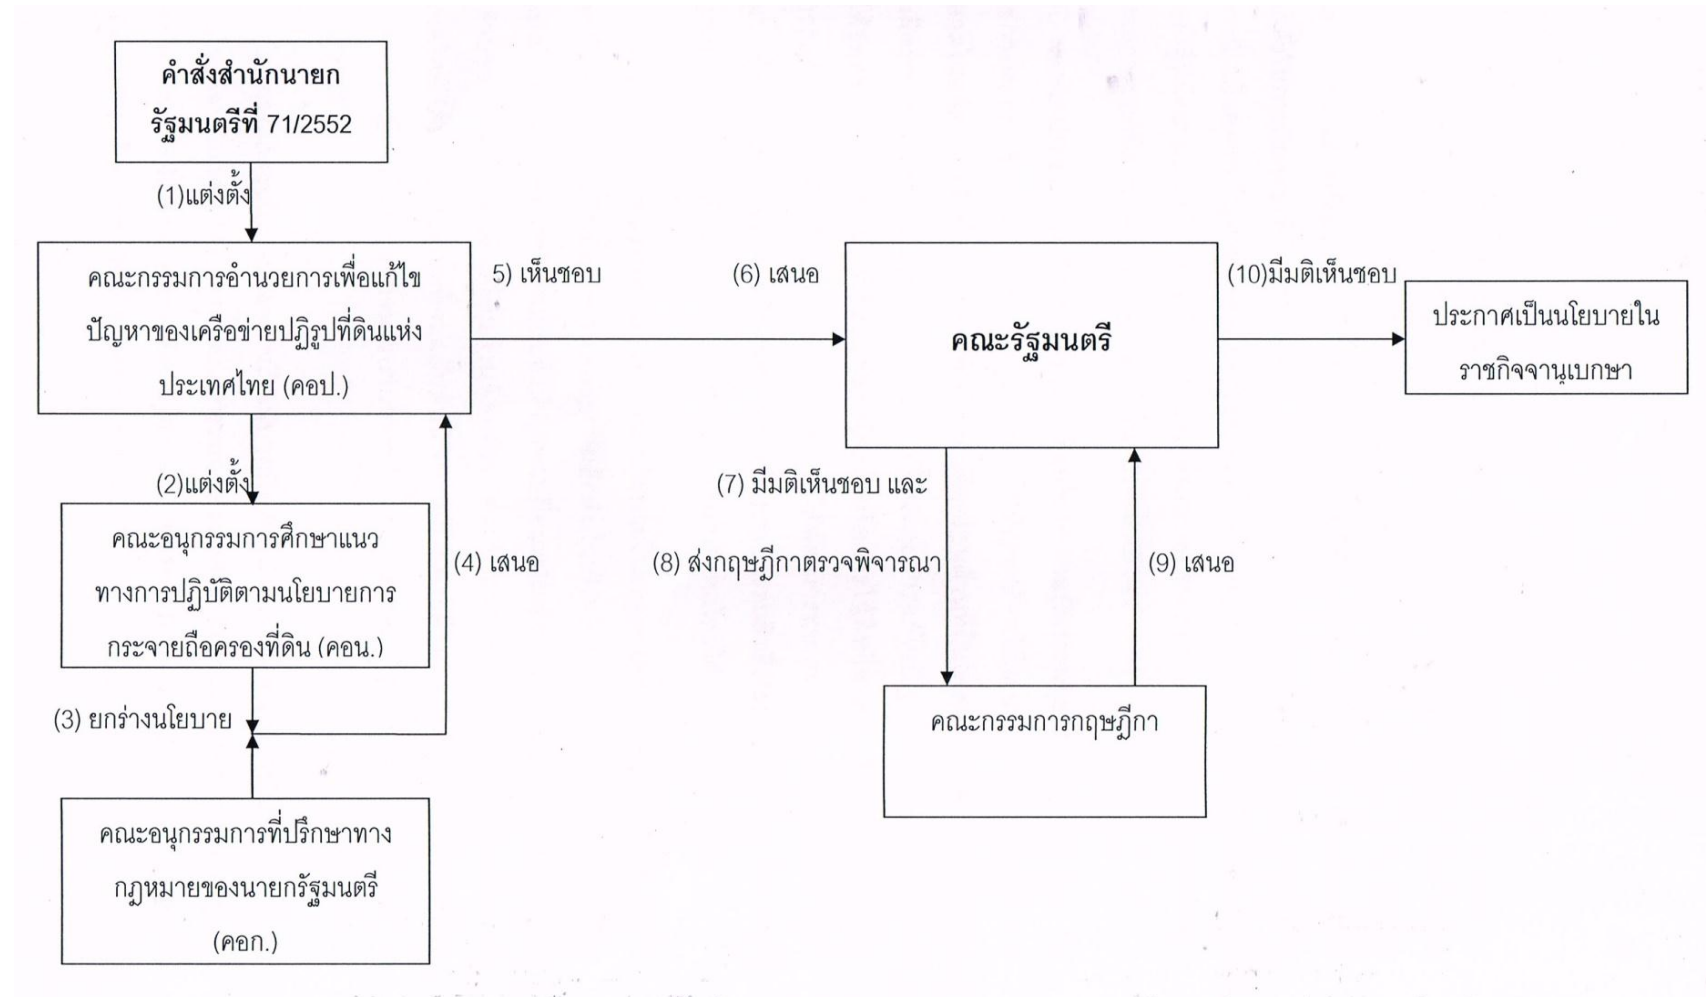 คำสั่งสำนักนายก
รัฐมนตรีที่ 71/2552
(1)แต่งตั้ง
คณะกรรมการอำนวยการเพื่อแก้ไข
ปัญหาของเครือข่ายปฏิรูปที่ดินแห่ง
ประเทศไทย (คอป.)
5) เห็นชอบ
(6) เสนอ
คณะรัฐมนตรี
(10)มีมติเห็นชอบ
ประกาศเป็นนโยบายใน
ราชกิจจานุเบกษา
(2)แต่งตั้ง
คณะอนุกรรมการศึกษาแนว
ทางการปฏิบัติตามนโยบายการ
กระจายถือครองที่ดิน (คอน.)
(4) เสนอ
(7) มีมติเห็นชอบ และ
(8) ส่งกฤษฎีกาตรวจพิจารณา
(9) เสนอ
(3) ยกร่างนโยบาย
คณะกรรมการกฤษฎีกา
คณะอนุกรรมการที่ปรึกษาทาง
กฎหมายของนายกรัฐมนตรี
(คอก.)